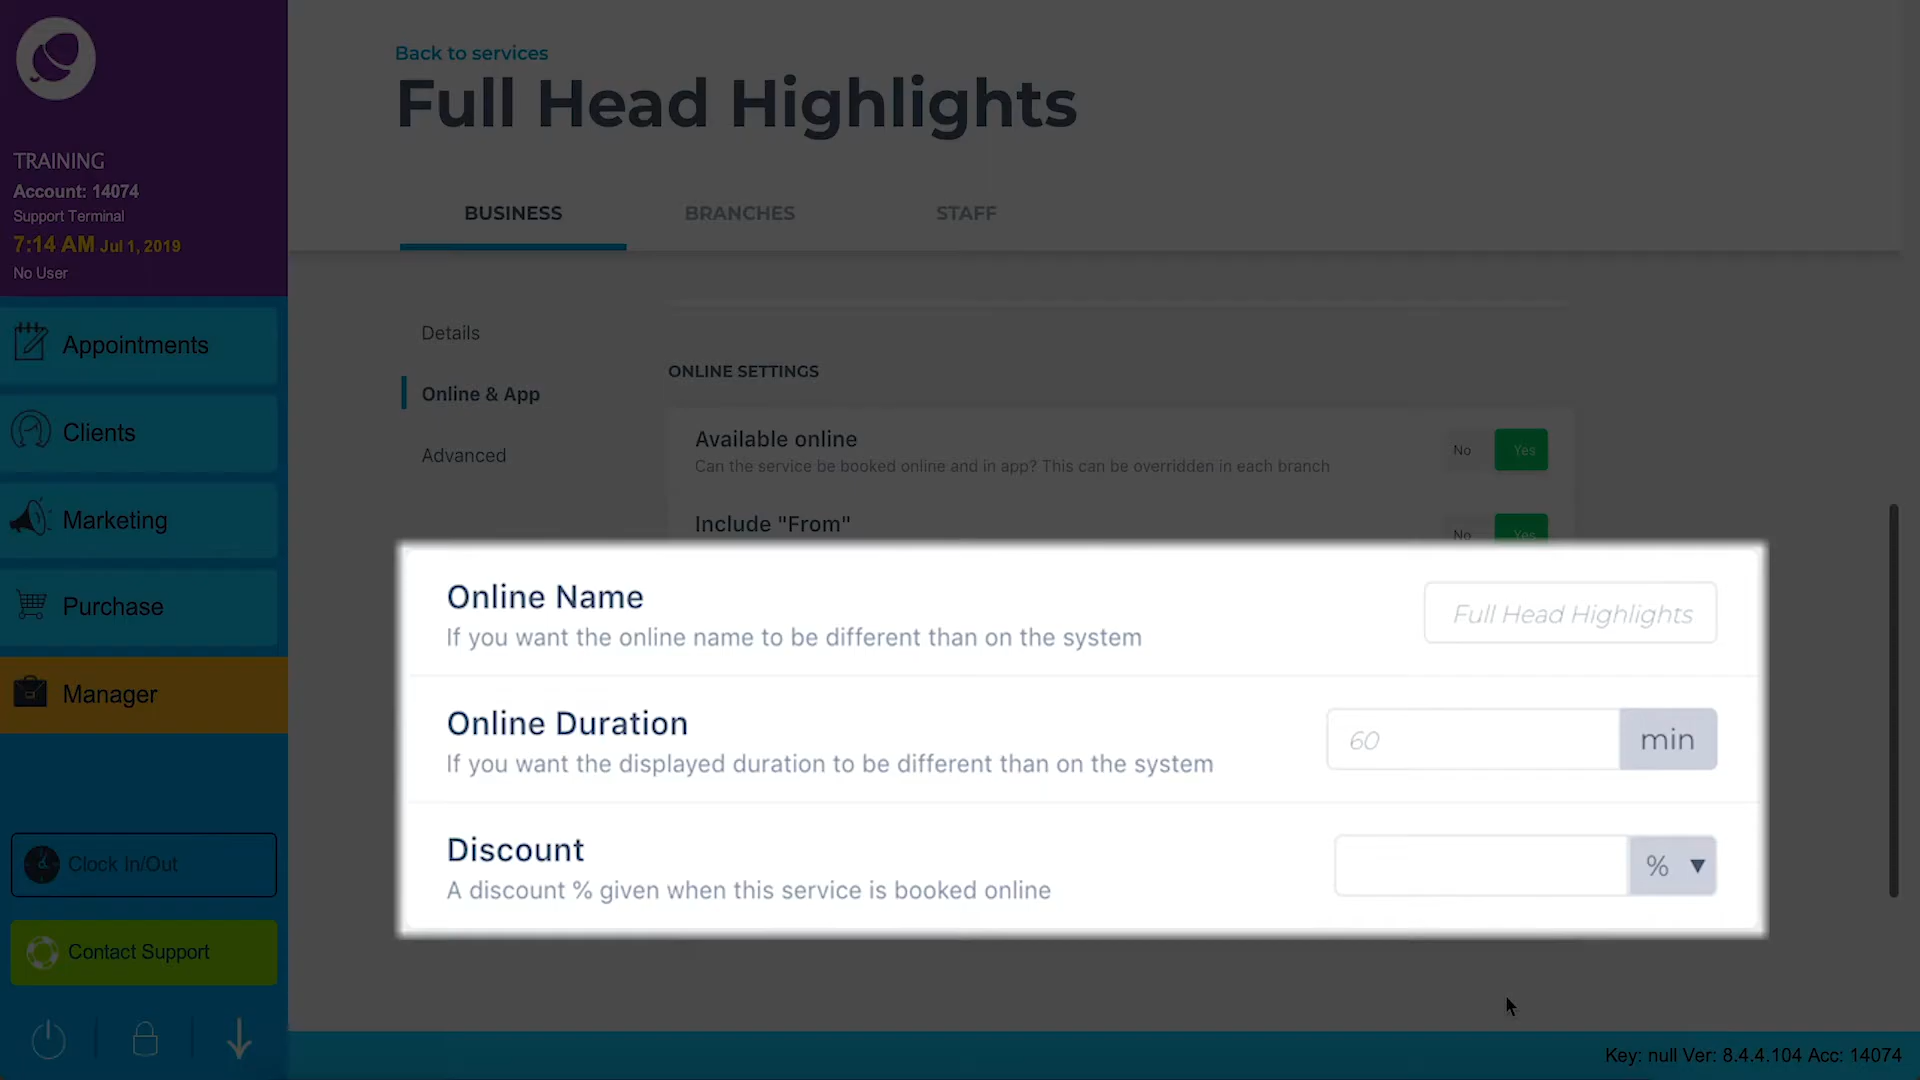 TRAINING
Account: 14074
Support Terminal
7:14 AM Jul 1, 2019
No User
Appointments
Clients
Marketing
Purchase
Manager
Clock In/Out
Contact Support
Back to services
Full Head Highlights
BUSINESS
BRANCHES
STAFF
Details
Online & App
Advanced
ONLINE SETTINGS
Available online
No
Yes
Can the service be booked online and in app? This can be overridden in each branch
Include "From"
No
Yes
Online Name
Full Head Highlights
If you want the online name to be different than on the system
Online Duration
60
min
If you want the displayed duration to be different than on the system
Discount
%
A discount % given when this service is booked online
Key: null Ver: 8.4.4.104 Acc: 14074